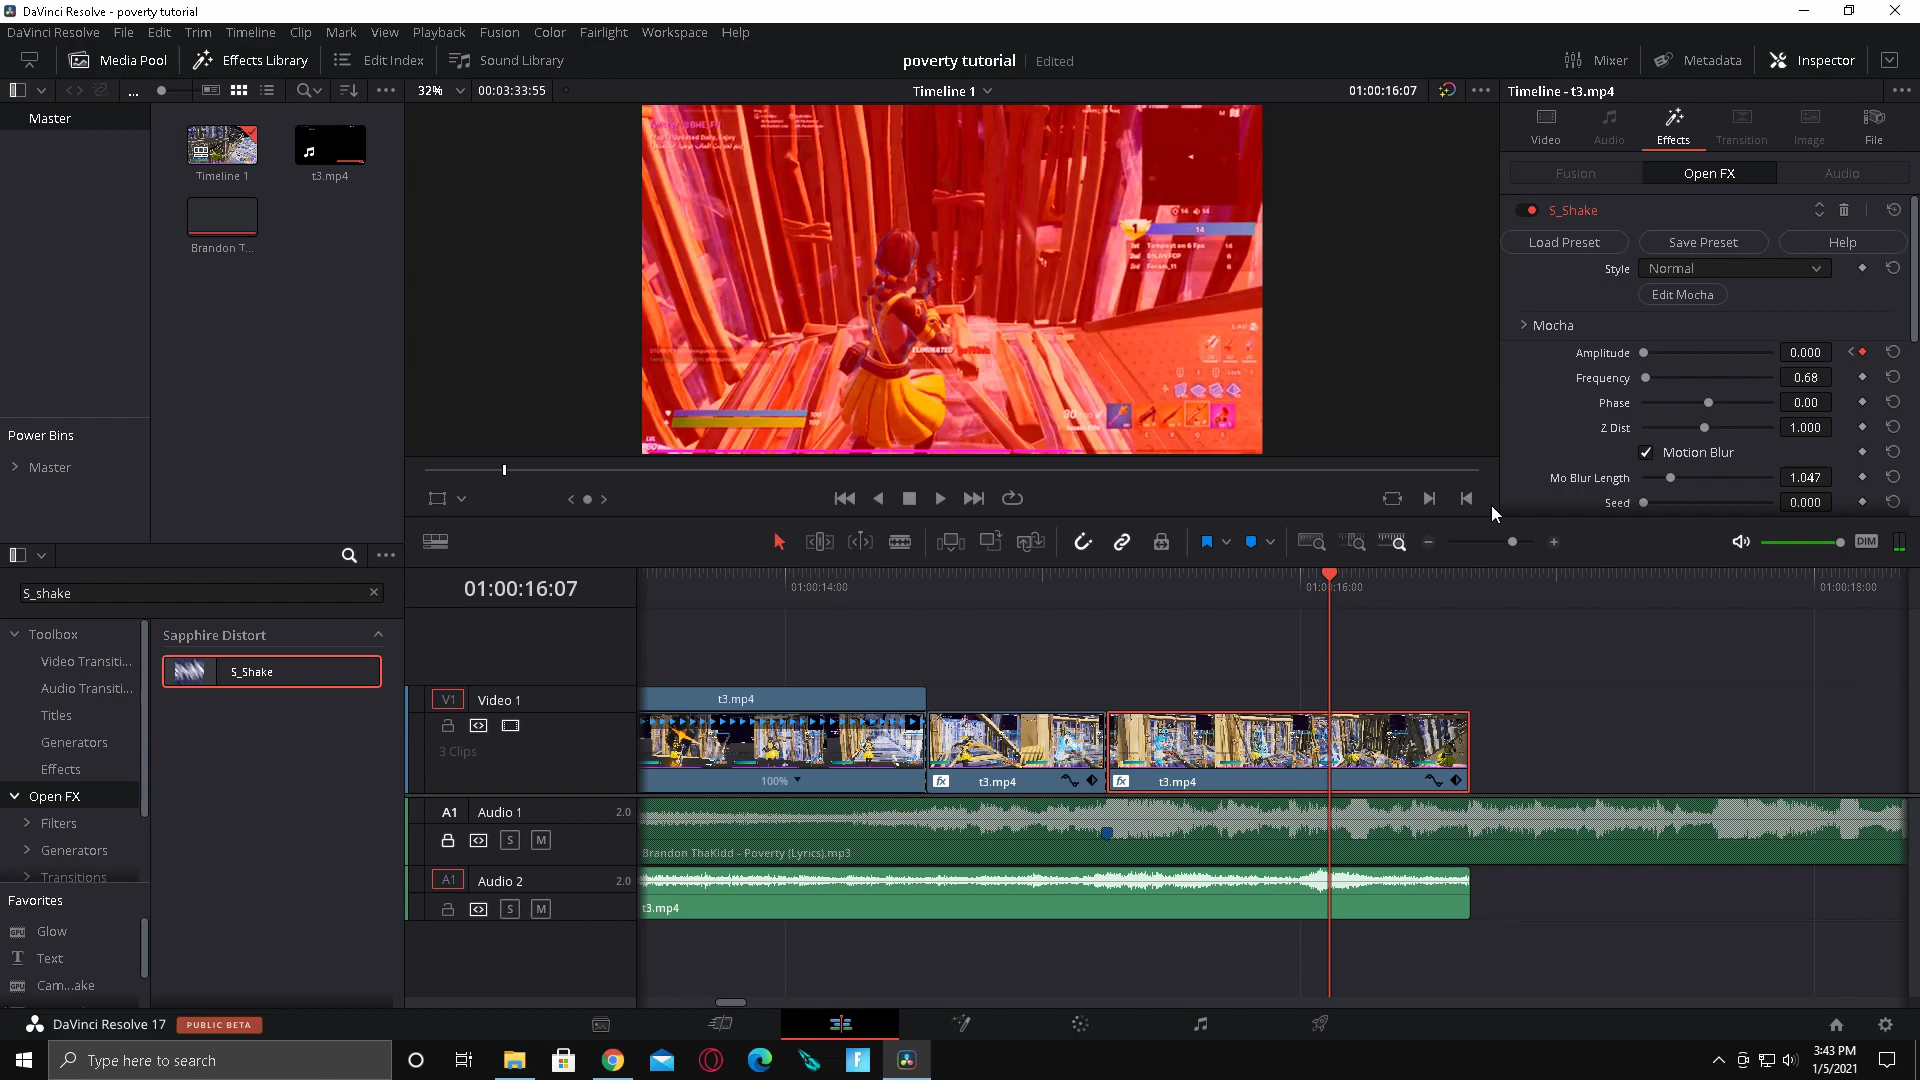 DaVinci Resolve - poverty tutorial
DaVinci Resolve File Edit Trim Timeline Clip Mark View Playback Fusion Color Fairlight Workspace Help
Media Pool Effects Library Edit Index Sound Library poverty tutorial Edited Mixer Metadata Inspector
... 32% 00:03:33:55 Timeline 1 01:00:16:07 Timeline - t3.mp4
Master
Timeline 1 t3.mp4
Brandon T...
Video Audio Effects Transition Image File
Fusion Open FX Audio
S_Shake
Load Preset Save Preset Help
Style Normal
Edit Mocha
Mocha
Amplitude 0.000
Frequency 0.68
Phase 0.00
Z Dist 1.000
Motion Blur
Mo Blur Length 1.047
Seed 0.000
ELIMINATED
Power Bins
Master
DIM
S_shake
01:00:16:07
01:00:14:00 01:00:16:00 01:00:18:00
Toolbox
Video Transiti...
Audio Transiti...
Titles
Generators
Effects
Open FX
Filters
Generators
Transitions
Sapphire Distort
S_Shake
Favorites
Glow
Text
Cam...ake
V1 Video 1
3 Clips
t3.mp4
100%
fx t3.mp4
fx t3.mp4
A1 Audio 1 2.0
S M
Brandon ThaKidd - Poverty (Lyrics).mp3
A1 Audio 2 2.0
S M
t3.mp4
DaVinci Resolve 17 PUBLIC BETA
Type here to search
3:43 PM
1/5/2021